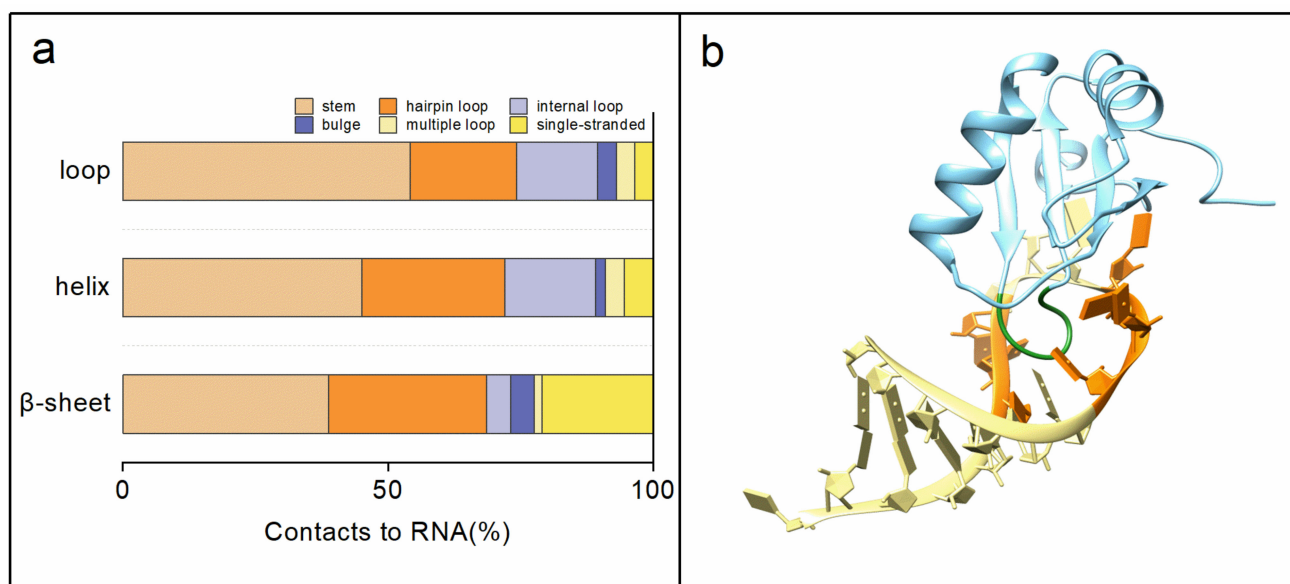 a
stem hairpin loop internal loop
bulge multiple loop single-stranded
loop
helix
β-sheet
0 50 100
Contacts to RNA(%)
b